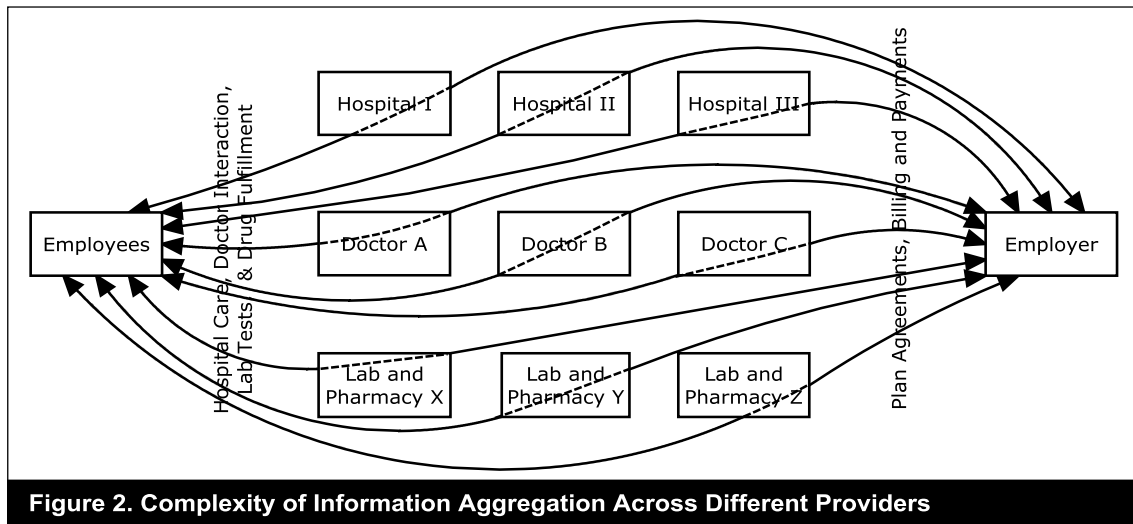 Hospital I
Hospital II
Hospital III
Hospital Care, Doctor Interaction,
Lab Tests & Drug Fulfillment
Plan Agreements, Billing and Payments
Employees
Doctor A
Doctor B
Doctor C
Employer
Lab and
Pharmacy X
Lab and
Pharmacy Y
Lab and
Pharmacy Z
Figure 2. Complexity of Information Aggregation Across Different Providers